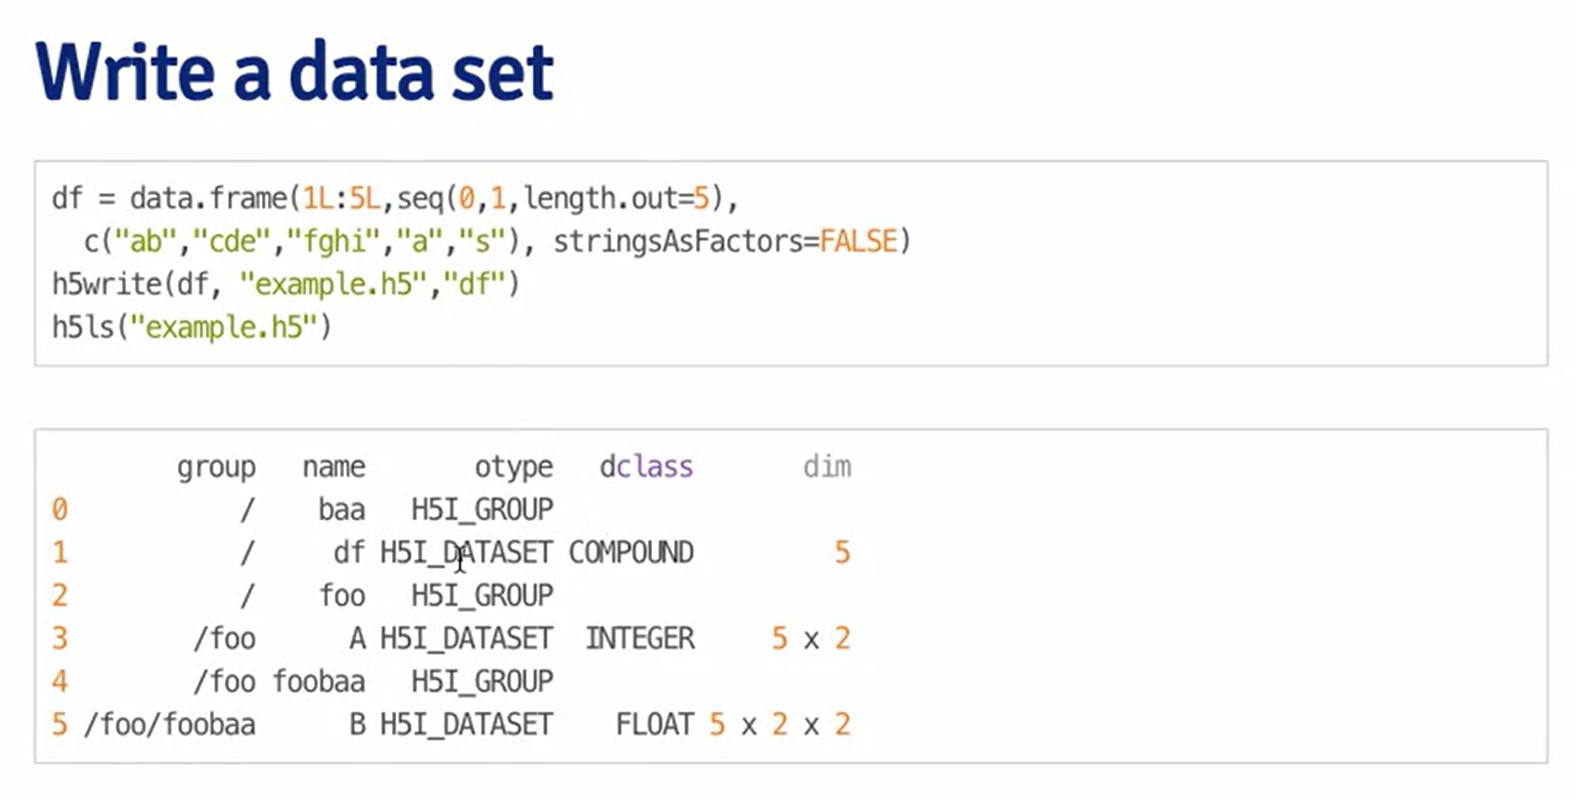 Write a data set
df = data.frame(1L:5L,seq(0,1,length.out=5),
  c("ab","cde","fghi","a","s"), stringsAsFactors=FALSE)
h5write(df, "example.h5","df")
h5ls("example.h5")
        group   name       otype   dclass       dim
0           /    baa   H5I_GROUP
1           /     df H5I_DATASET COMPOUND         5
2           /    foo   H5I_GROUP
3        /foo      A H5I_DATASET  INTEGER     5 x 2
4        /foo foobaa   H5I_GROUP
5 /foo/foobaa      B H5I_DATASET    FLOAT 5 x 2 x 2